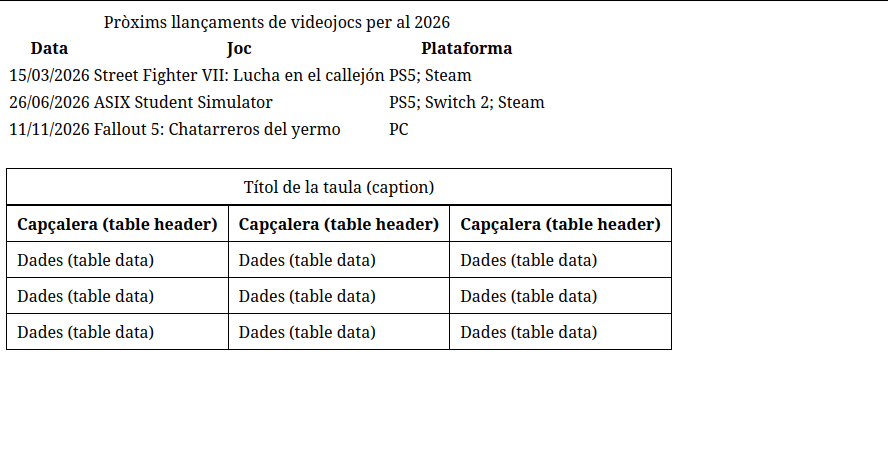 Pròxims llançaments de videojocs per al 2026
Data Joc Plataforma
15/03/2026 Street Fighter VII: Lucha en el callejón PS5; Steam
26/06/2026 ASIX Student Simulator PS5; Switch 2; Steam
11/11/2026 Fallout 5: Chatarreros del yermo PC
Títol de la taula (caption)
Capçalera (table header) Capçalera (table header) Capçalera (table header)
Dades (table data) Dades (table data) Dades (table data)
Dades (table data) Dades (table data) Dades (table data)
Dades (table data) Dades (table data) Dades (table data)